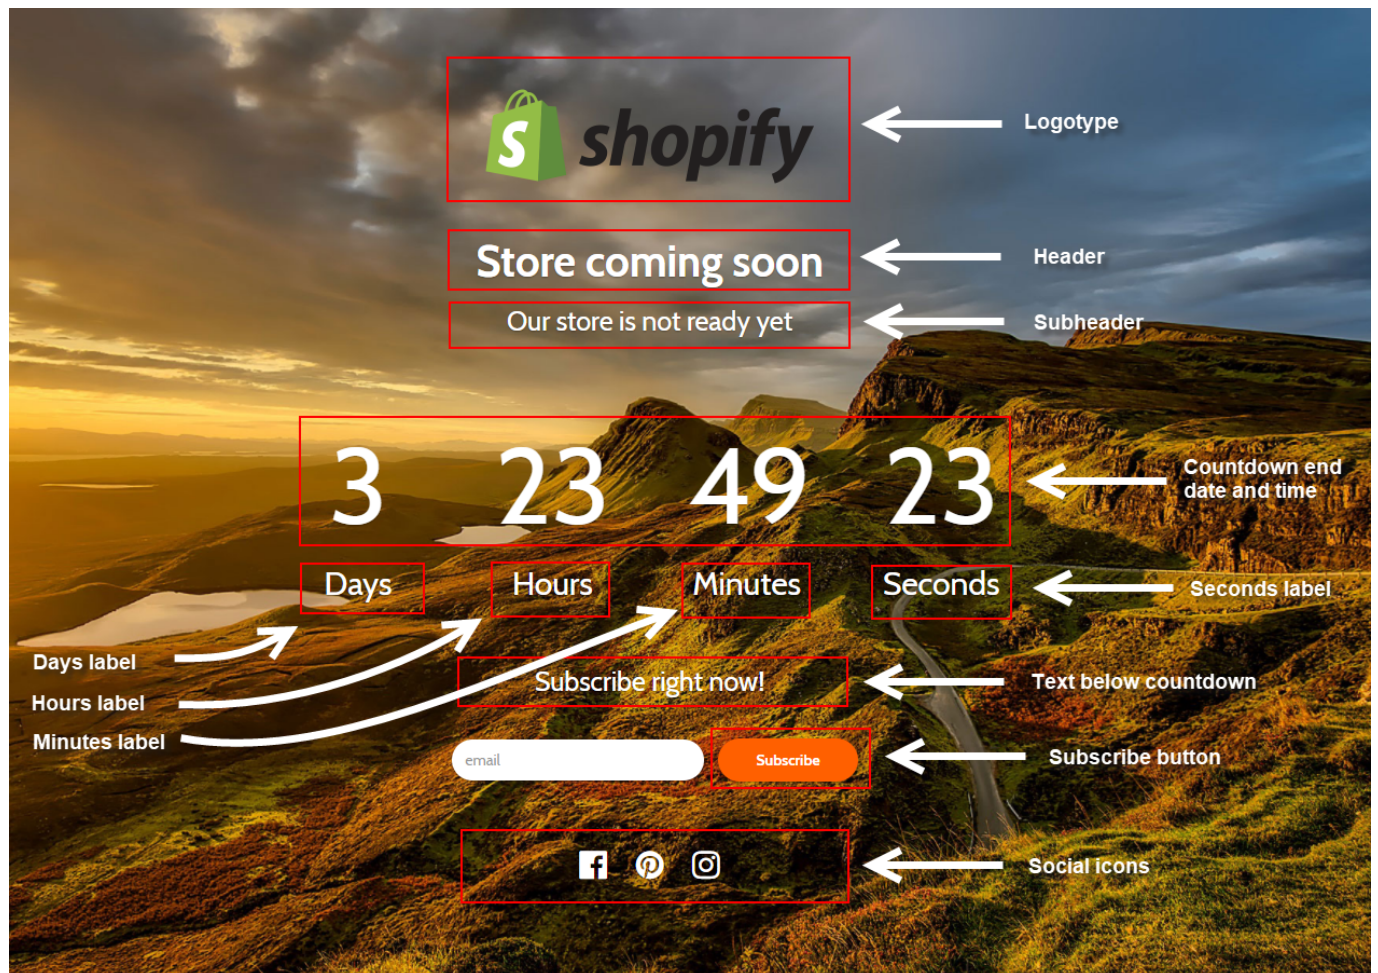 shopify
Logotype
Store coming soon
Header
Our store is not ready yet
Subheader
3 23 49 23
Countdown end
date and time
Days Hours Minutes Seconds
Seconds label
Days label
Hours label
Minutes label
Subscribe right now!
Text below countdown
email
Subscribe
Subscribe button
Social icons